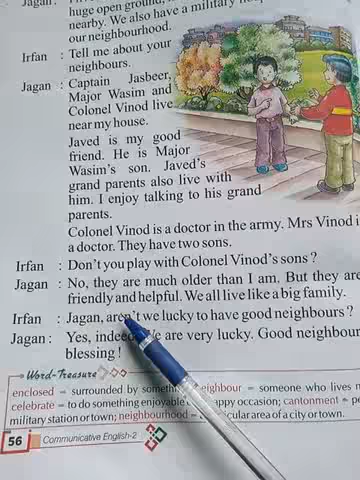 Jagan:
huge open ground,
nearby. We also have a military
our neighbourhood.
Irfan : Tell me about your
neighbours.
Jagan : Captain Jasbeer,
Major Wasim and
Colonel Vinod live
near my house.
Javed is my good
friend. He is Major
Wasim's son. Javed's
grand parents also live with
him. I enjoy talking to his grand
parents.
Colonel Vinod is a doctor in the army. Mrs Vinod
a doctor. They have two sons.
Irfan : Don't you play with Colonel Vinod's sons ?
Jagan : No, they are much older than I am. But they are
friendly and helpful. We all live like a big family.
Irfan : Jagan, aren't we lucky to have good neighbours ?
Jagan : Yes, indeed We are very lucky. Good neighbour
blessing !
Word-Treasure
enclosed = surrounded by eighbour = someone who lives
celebrate = to do something enjoyable appy occasion; cantonment =
military station or town; neighbourhood = icular area of a city or town.
56 Communicative English-2